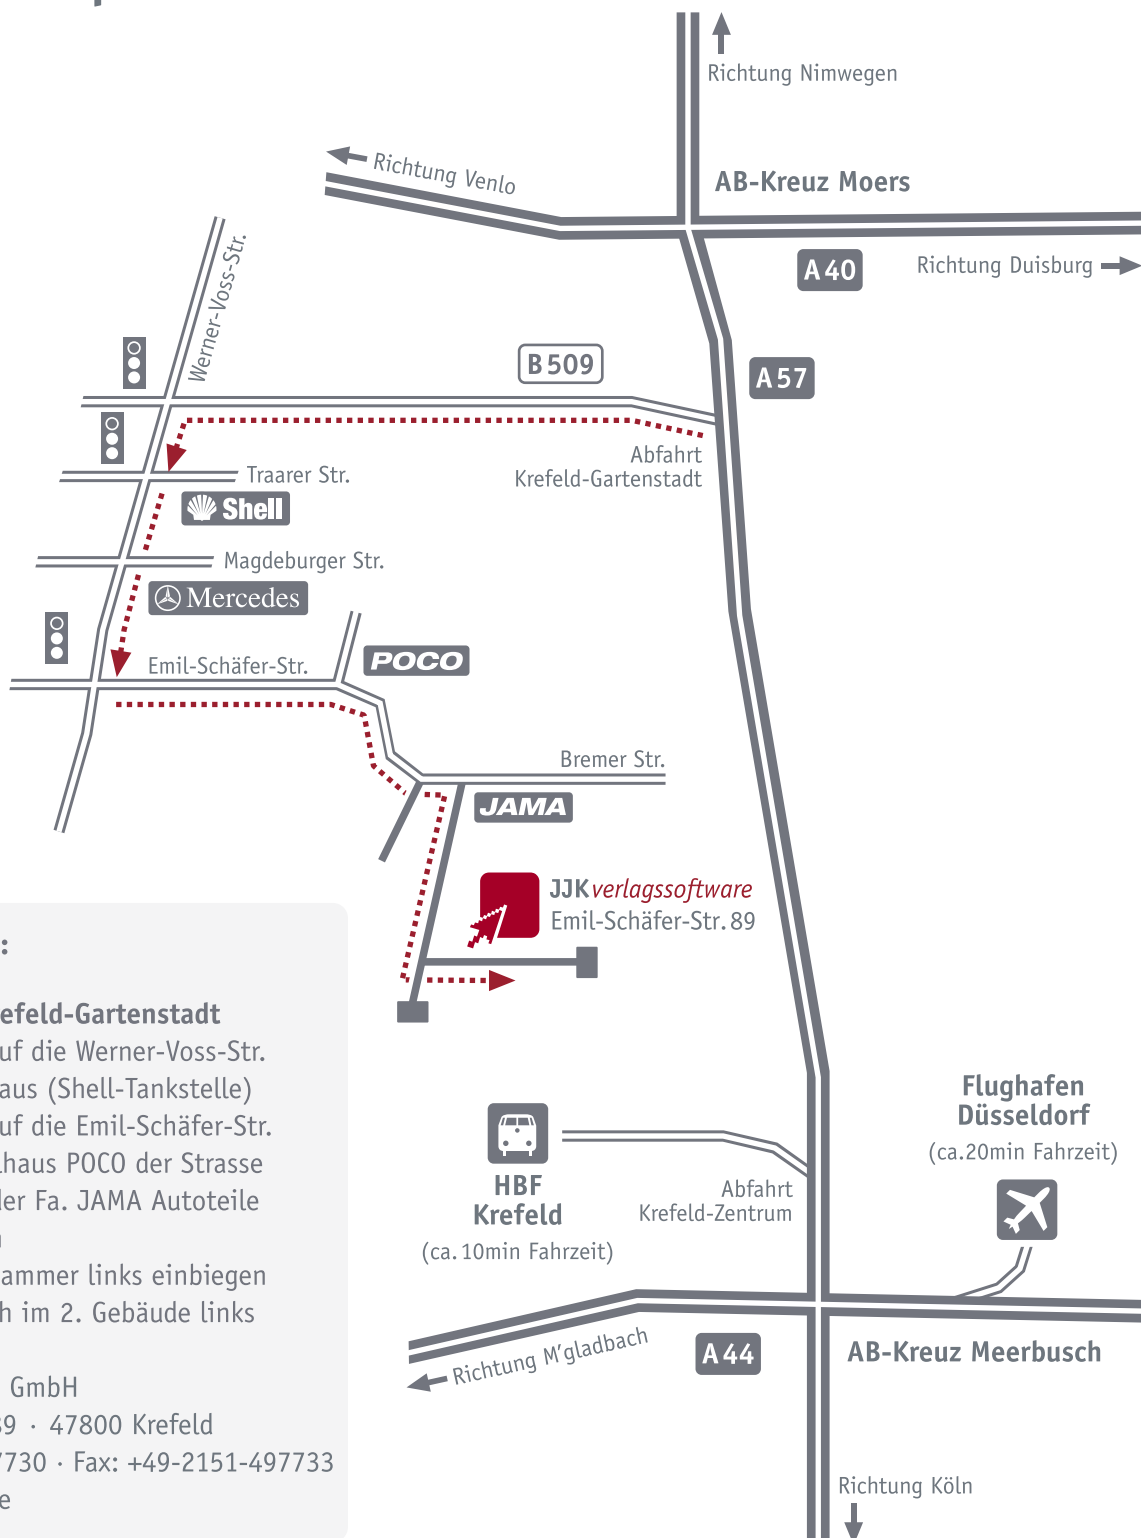 Richtung Nimwegen
Richtung Venlo
AB-Kreuz Moers
A 40
Richtung Duisburg
Werner-Voss-Str.
B 509
A 57
Abfahrt
Krefeld-Gartenstadt
Traarer Str.
Shell
Magdeburger Str.
Mercedes
Emil-Schäfer-Str.
POCO
Bremer Str.
JAMA
JJK verlagssoftware
Emil-Schäfer-Str. 89
:
efeld-Gartenstadt
uf die Werner-Voss-Str.
aus (Shell-Tankstelle)
uf die Emil-Schäfer-Str.
lhaus POCO der Strasse
der Fa. JAMA Autoteile
ammer links einbiegen
h im 2. Gebäude links
GmbH
39 · 47800 Krefeld
7730 · Fax: +49-2151-497733
e
Flughafen
Düsseldorf
(ca.20min Fahrzeit)
HBF
Krefeld
(ca.10min Fahrzeit)
Abfahrt
Krefeld-Zentrum
Richtung M'gladbach
A 44
AB-Kreuz Meerbusch
Richtung Köln